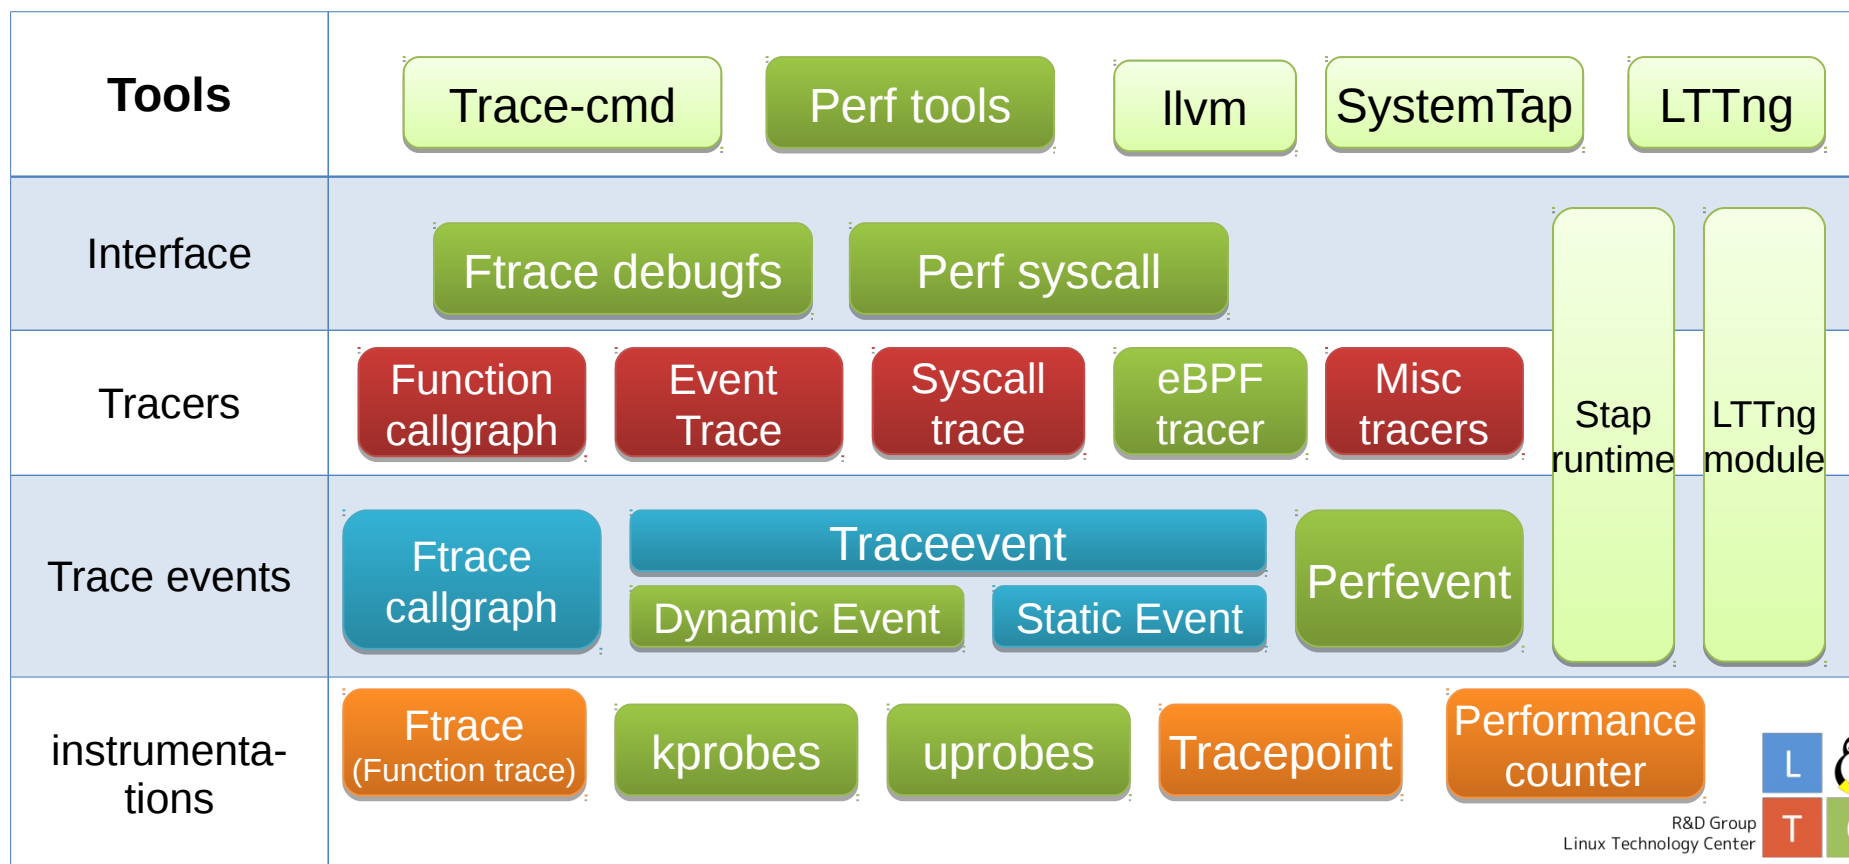 Tools
Trace-cmd
Perf tools
llvm
SystemTap
LTTng
Interface
Ftrace debugfs
Perf syscall
Tracers
Function
callgraph
Event
Trace
Syscall
trace
eBPF
tracer
Misc
tracers
Stap
runtime
LTTng
module
Trace events
Ftrace
callgraph
Traceevent
Dynamic Event
Static Event
Perfevent
instrumenta-
tions
Ftrace
(Function trace)
kprobes
uprobes
Tracepoint
Performance
counter
L
T
R&D Group
Linux Technology Center